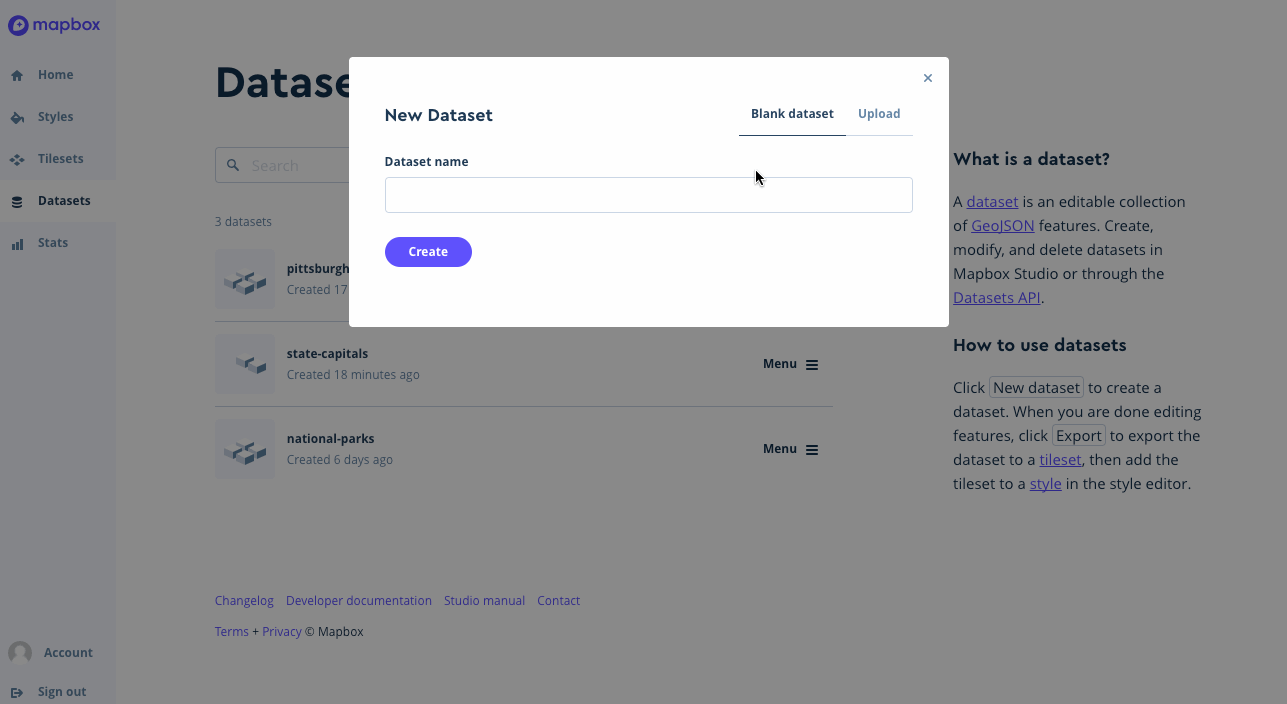 mapbox
Home
Styles
Tilesets
Datasets
Stats
Account
Sign out
Datase
Search
3 datasets
pittsburgh
Created 17
state-capitals
Created 18 minutes ago
Menu
national-parks
Created 6 days ago
Menu
Changelog Developer documentation Studio manual Contact
Terms + Privacy © Mapbox
New Dataset
Blank dataset Upload
×
Dataset name
Create
What is a dataset?
A dataset is an editable collection
of GeoJSON features. Create,
modify, and delete datasets in
Mapbox Studio or through the
Datasets API.
How to use datasets
Click New dataset to create a
dataset. When you are done editing
features, click Export to export the
dataset to a tileset, then add the
tileset to a style in the style editor.